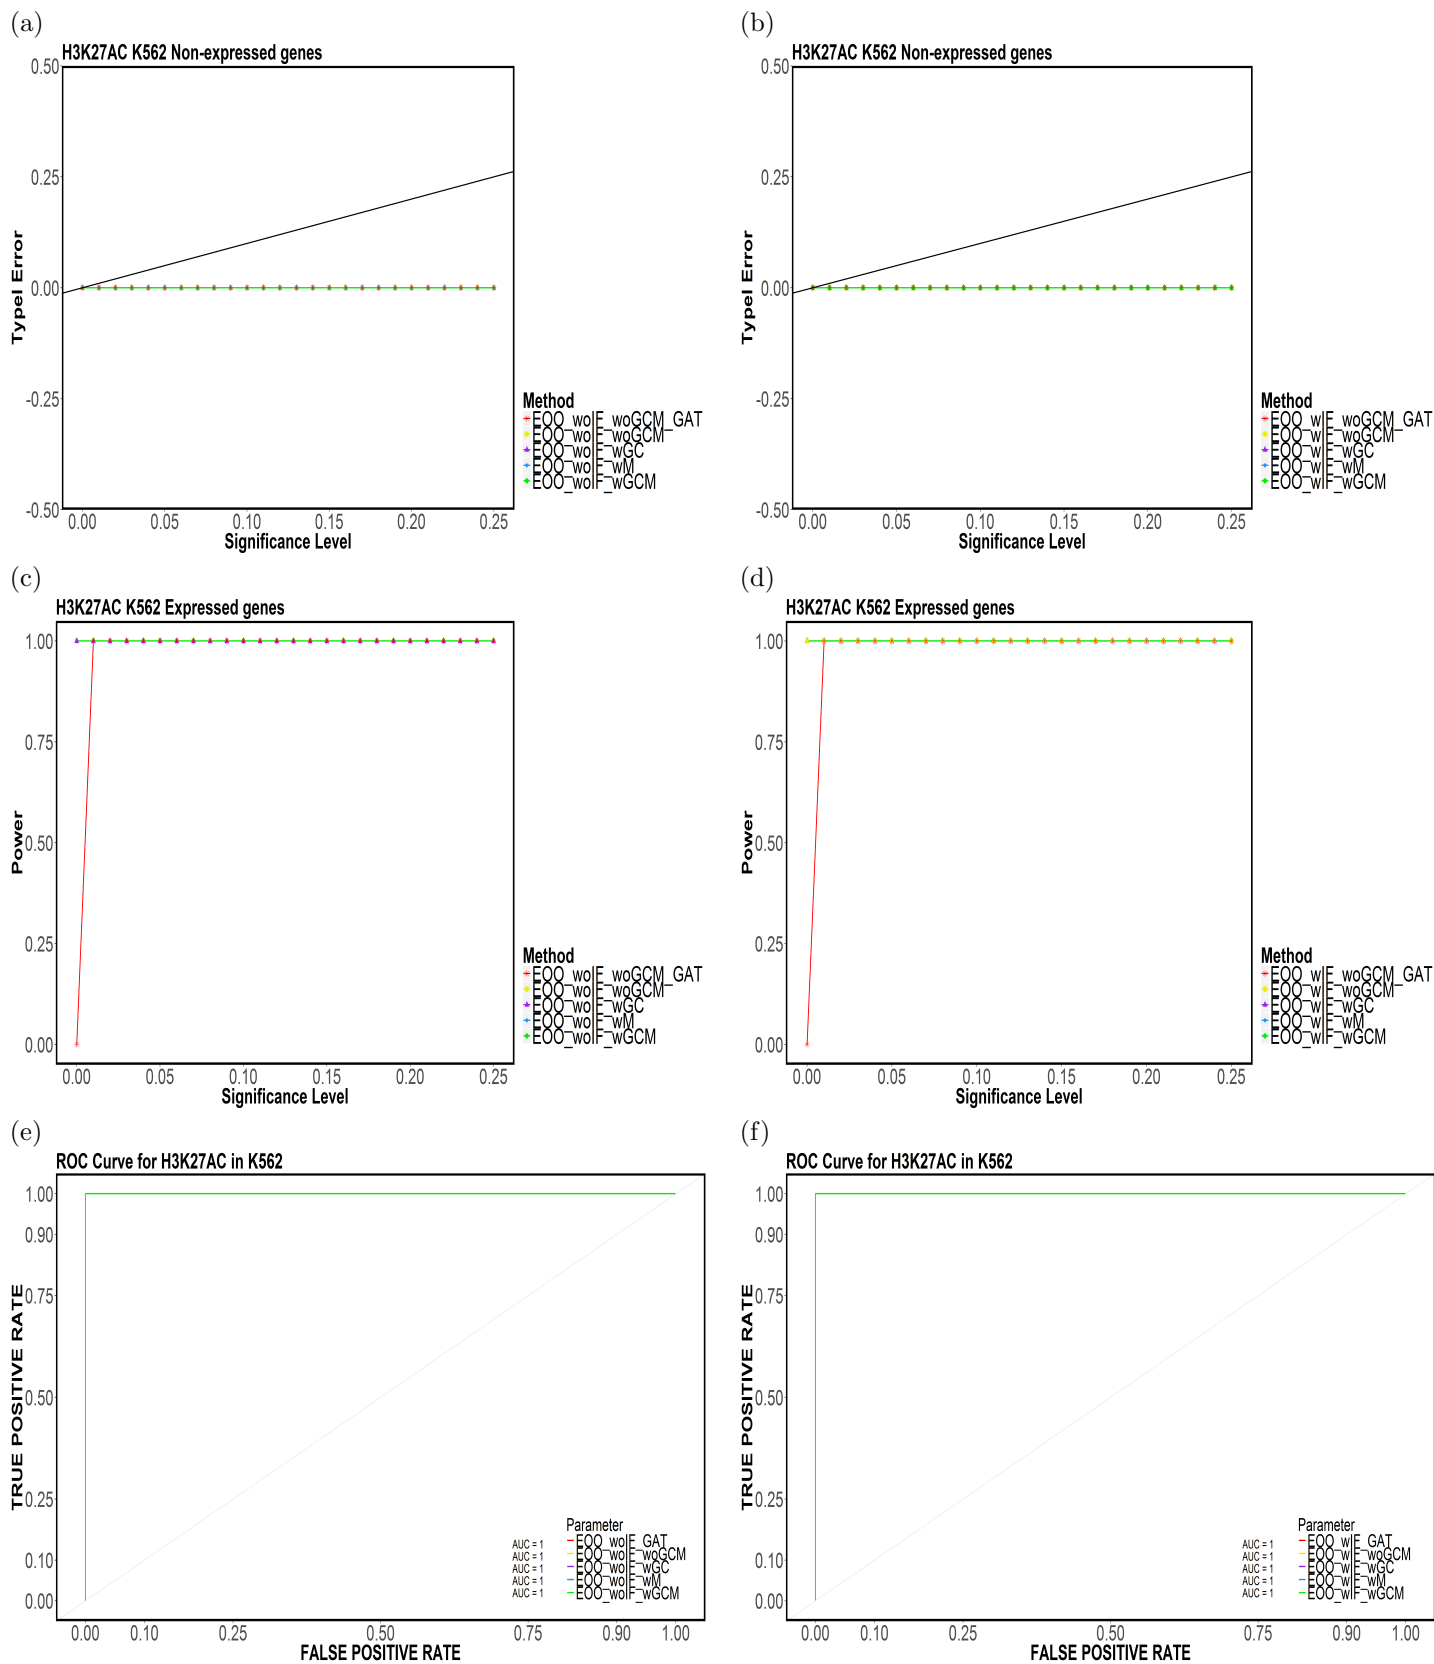 (a)
H3K27AC K562 Non-expressed genes
0.50
0.25
0.00
-0.25
-0.50
TypeI Error
0.00 0.05 0.10 0.15 0.20 0.25
Significance Level
Method
EOO_woIF_woGCM_GAT
EOO_woIF_woGCM
EOO_woIF_wGC
EOO_woIF_wM
EOO_woIF_wGCM
(b)
H3K27AC K562 Non-expressed genes
0.50
0.25
0.00
-0.25
-0.50
TypeI Error
0.00 0.05 0.10 0.15 0.20 0.25
Significance Level
Method
EOO_wIF_woGCM_GAT
EOO_wIF_woGCM
EOO_wIF_wGC
EOO_wIF_wM
EOO_wIF_wGCM
(c)
H3K27AC K562 Expressed genes
1.00
0.75
0.50
0.25
0.00
Power
0.00 0.05 0.10 0.15 0.20 0.25
Significance Level
Method
EOO_woIF_woGCM_GAT
EOO_woIF_woGCM
EOO_woIF_wGC
EOO_woIF_wM
EOO_woIF_wGCM
(d)
H3K27AC K562 Expressed genes
1.00
0.75
0.50
0.25
0.00
Power
0.00 0.05 0.10 0.15 0.20 0.25
Significance Level
Method
EOO_wIF_woGCM_GAT
EOO_wIF_woGCM
EOO_wIF_wGC
EOO_wIF_wM
EOO_wIF_wGCM
(e)
ROC Curve for H3K27AC in K562
1.00
0.90
0.75
0.50
0.25
0.10
0.00
TRUE POSITIVE RATE
0.00 0.10 0.25 0.50 0.75 0.90 1.00
FALSE POSITIVE RATE
Parameter
AUC = 1 EOO_woIF_GAT
AUC = 1 EOO_woIF_woGCM
AUC = 1 EOO_woIF_wGC
AUC = 1 EOO_woIF_wM
AUC = 1 EOO_woIF_wGCM
(f)
ROC Curve for H3K27AC in K562
1.00
0.90
0.75
0.50
0.25
0.10
0.00
TRUE POSITIVE RATE
0.00 0.10 0.25 0.50 0.75 0.90 1.00
FALSE POSITIVE RATE
Parameter
AUC = 1 EOO_wIF_GAT
AUC = 1 EOO_wIF_woGCM
AUC = 1 EOO_wIF_wGC
AUC = 1 EOO_wIF_wM
AUC = 1 EOO_wIF_wGCM